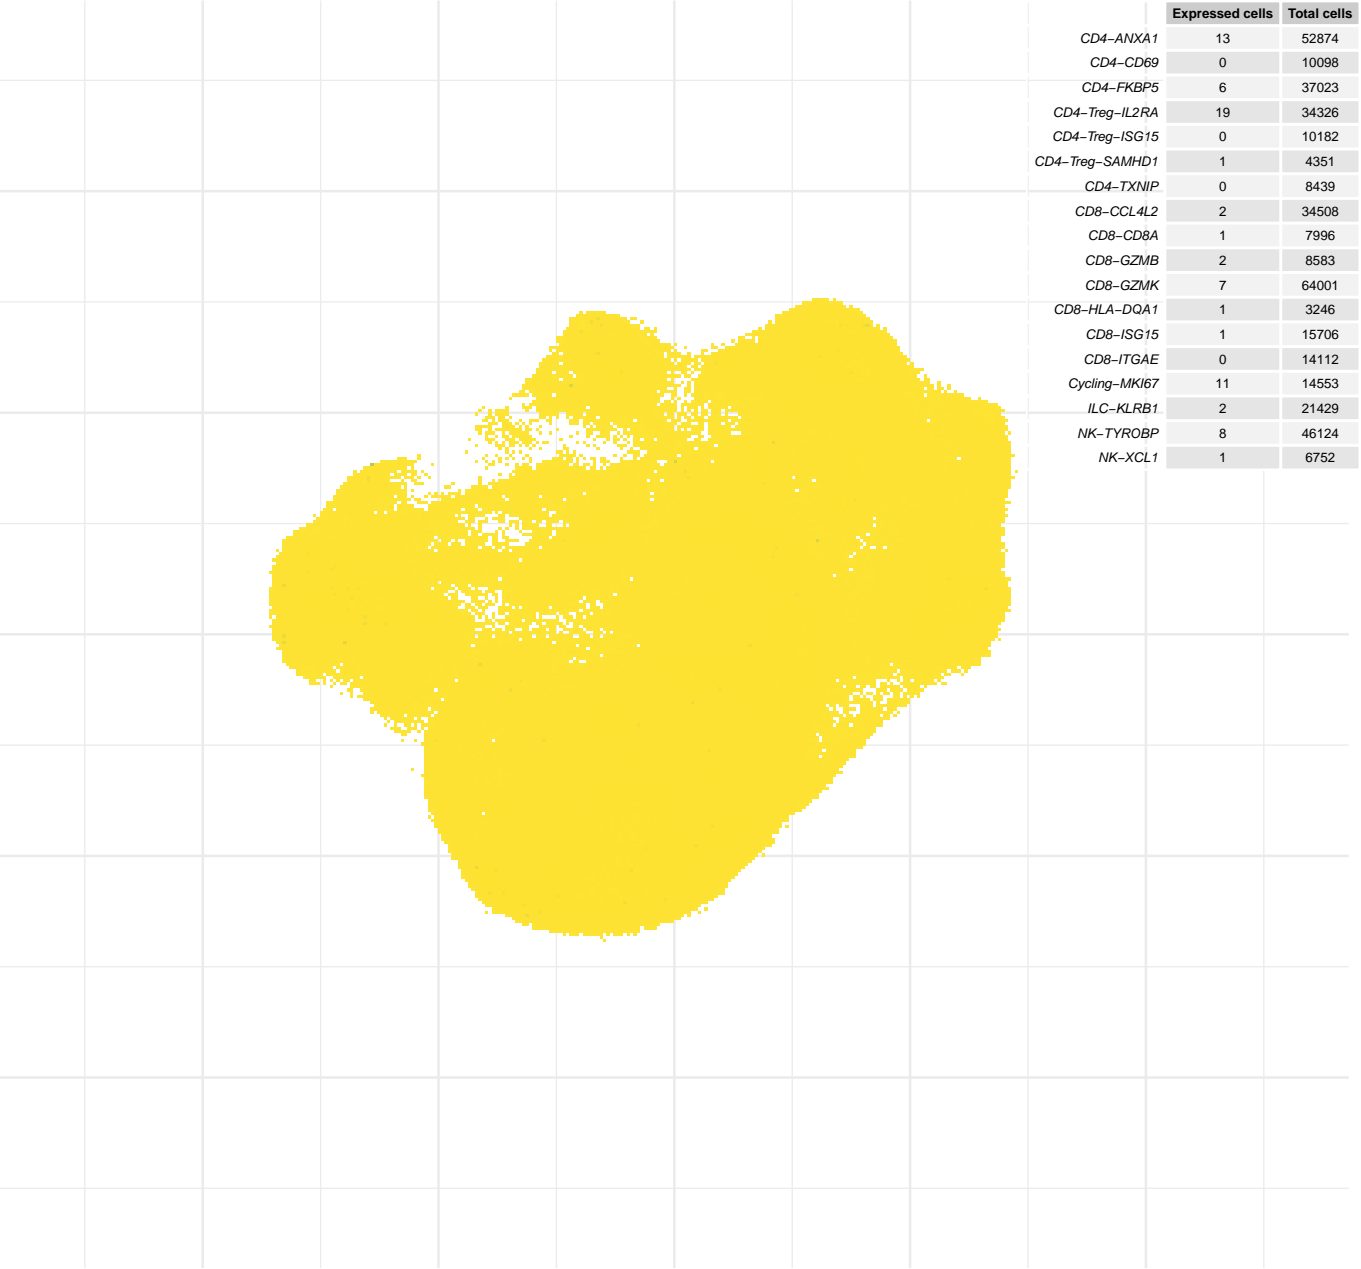 Expressed cells Total cells
CD4−ANXA1 13 52874
CD4−CD69 0 10098
CD4−FKBP5 6 37023
CD4−Treg−IL2RA 19 34326
CD4−Treg−ISG15 0 10182
CD4−Treg−SAMHD1 1 4351
CD4−TXNIP 0 8439
CD8−CCL4L2 2 34508
CD8−CD8A 1 7996
CD8−GZMB 2 8583
CD8−GZMK 7 64001
CD8−HLA−DQA1 1 3246
CD8−ISG15 1 15706
CD8−ITGAE 0 14112
Cycling−MKI67 11 14553
ILC−KLRB1 2 21429
NK−TYROBP 8 46124
NK−XCL1 1 6752